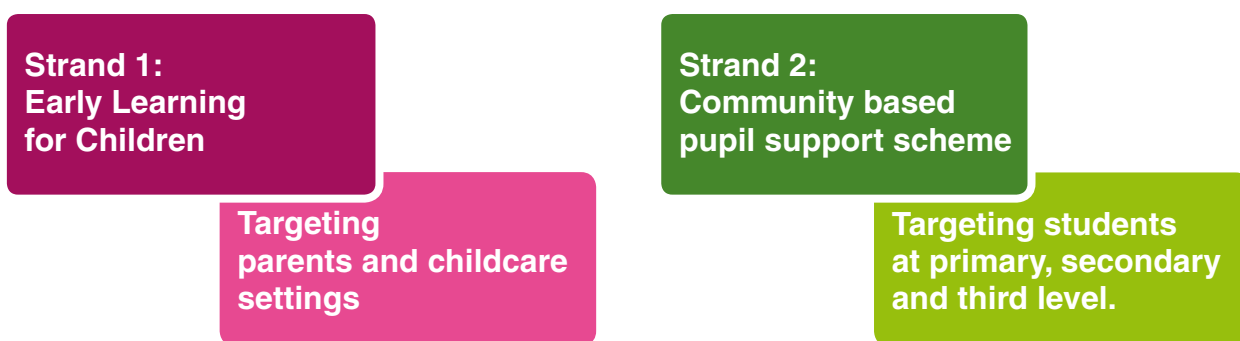 Strand 1:
Early Learning
for Children
Targeting
parents and childcare
settings
Strand 2:
Community based
pupil support scheme
Targeting students
at primary, secondary
and third level.